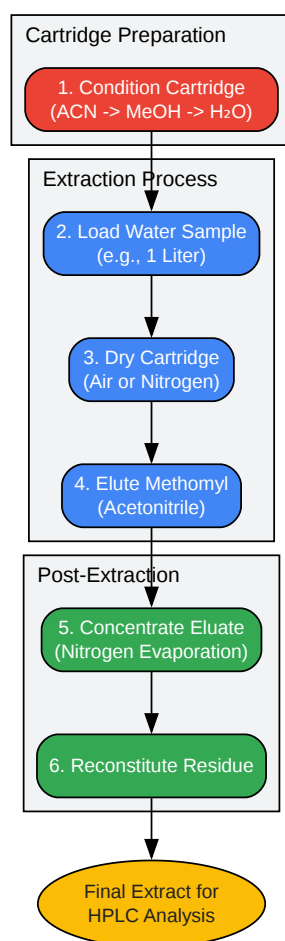 Cartridge Preparation
1. Condition Cartridge
(ACN -> MeOH -> H₂O)
Extraction Process
2. Load Water Sample
(e.g., 1 Liter)
3. Dry Cartridge
(Air or Nitrogen)
4. Elute Methomyl
(Acetonitrile)
Post-Extraction
5. Concentrate Eluate
(Nitrogen Evaporation)
6. Reconstitute Residue
Final Extract for
HPLC Analysis